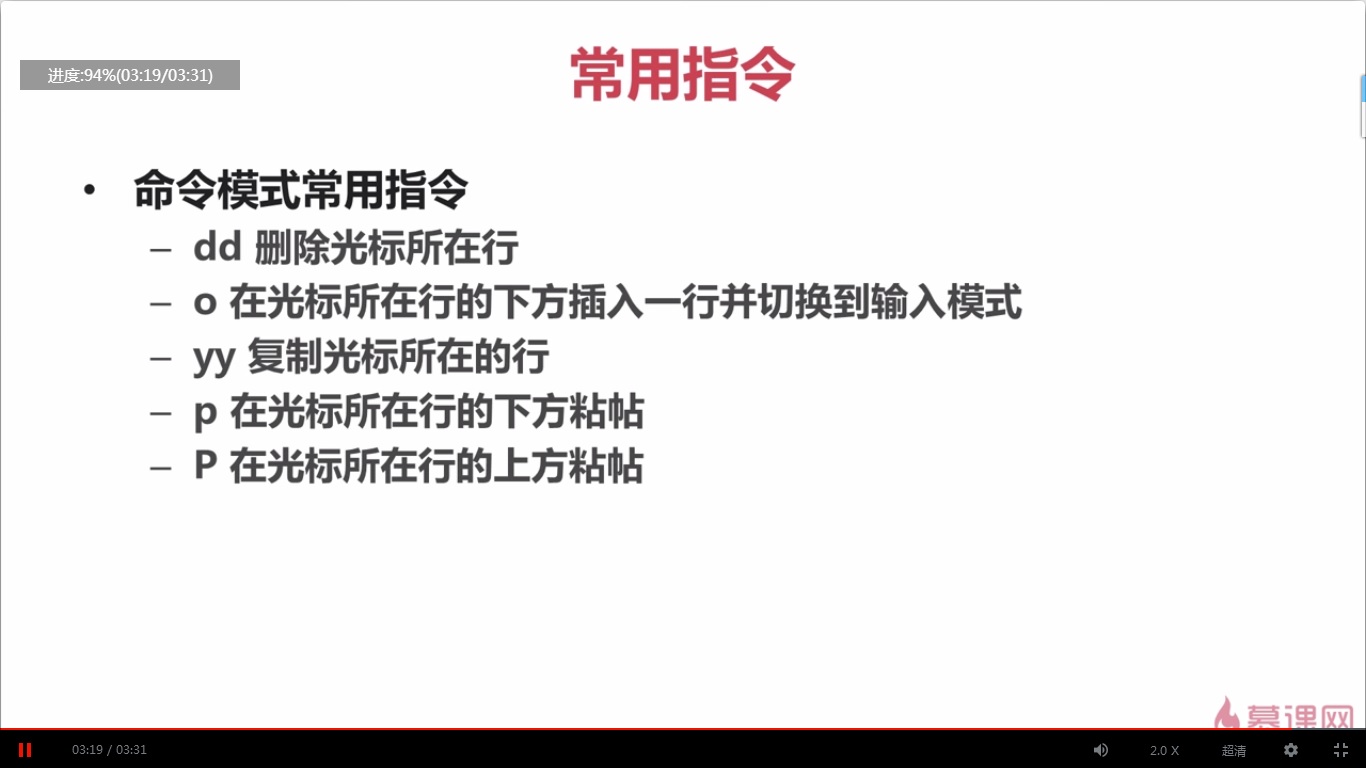 常用指令
进度:94%(03:19/03:31)
• 命令模式常用指令
– dd 删除光标所在行
– o 在光标所在行的下方插入一行并切换到输入模式
– yy 复制光标所在的行
– p 在光标所在行的下方粘帖
– P 在光标所在行的上方粘帖
慕课网
03:19 / 03:31
2.0 X
超清